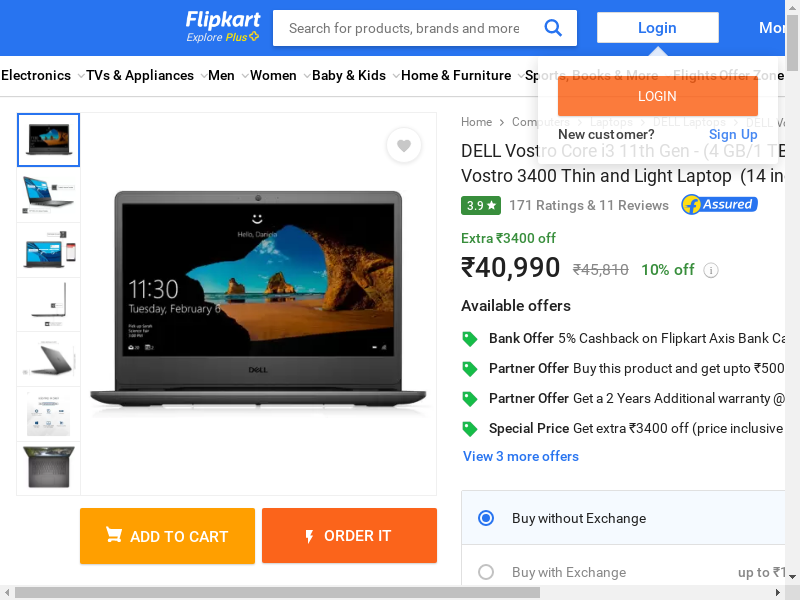 Flipkart
Explore Plus
Search for products, brands and more
Login
Mor
Electronics
TVs & Appliances
Men
Women
Baby & Kids
Home & Furniture
Sports, Books & More
Flights
Offer Zone
LOGIN
New customer?
Sign Up
Home
Computers
Laptops
DELL Laptops
DELL Vo
DELL Vostro Core i3 11th Gen - (4 GB/1 TB
Vostro 3400 Thin and Light Laptop (14 in
3.9
171 Ratings & 11 Reviews
Assured
Extra ₹3400 off
₹40,990
₹45,810
10% off
i
Available offers
Bank Offer 5% Cashback on Flipkart Axis Bank Ca
Partner Offer Buy this product and get upto ₹500
Partner Offer Get a 2 Years Additional warranty @
Special Price Get extra ₹3400 off (price inclusive
View 3 more offers
Buy without Exchange
Buy with Exchange
up to ₹1
Hello, Daniela
11:30
Tuesday, February 6
DELL
ADD TO CART
ORDER IT